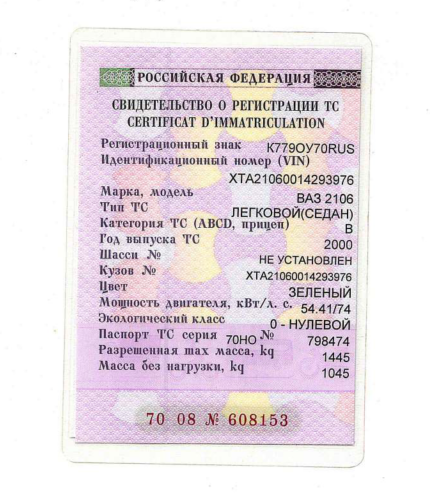 РОССИЙСКАЯ ФЕДЕРАЦИЯ
СВИДЕТЕЛЬСТВО О РЕГИСТРАЦИИ ТС
CERTIFICAT D'IMMATRICULATION
Регистрационный знак К779ОУ70RUS
Идентификационный номер (VIN)
XTA21060014293976
Марка, модель ВАЗ 2106
Тип ТС ЛЕГКОВОЙ(СЕДАН)
Категория ТС (ABCD, прицеп) B
Год выпуска ТС 2000
Шасси № НЕ УСТАНОВЛЕН
Кузов № XTA21060014293976
Цвет ЗЕЛЕНЫЙ
Мощность двигателя, кВт/л. с. 54.41/74
Экологический класс 0 - НУЛЕВОЙ
Паспорт ТС серия 70НО № 798474
Разрешенная max масса, kg 1445
Масса без нагрузки, kg 1045
70 08 № 608153